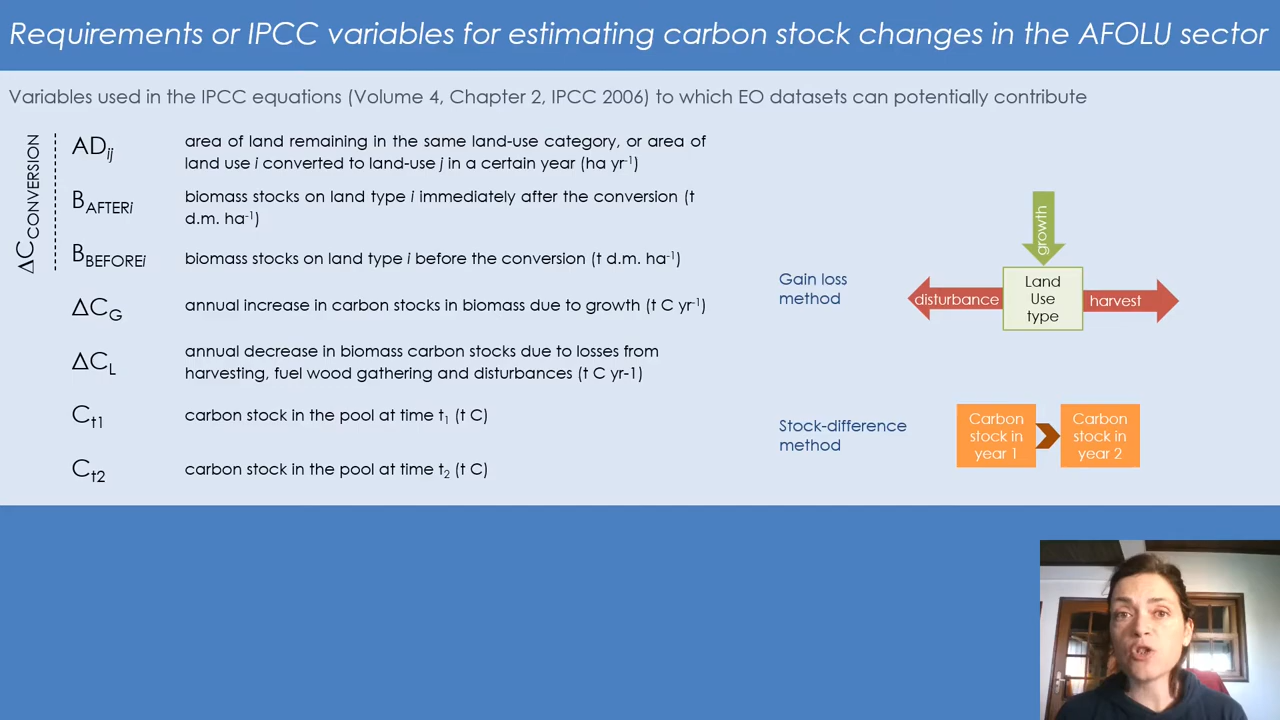 Requirements or IPCC variables for estimating carbon stock changes in the AFOLU sector
Variables used in the IPCC equations (Volume 4, Chapter 2, IPCC 2006) to which EO datasets can potentially contribute
ΔC_CONVERSION
AD_ij
area of land remaining in the same land-use category, or area of
land use i converted to land-use j in a certain year (ha yr⁻¹)
B_AFTERi
biomass stocks on land type i immediately after the conversion (t
d.m. ha⁻¹)
B_BEFOREi
biomass stocks on land type i before the conversion (t d.m. ha⁻¹)
ΔC_G
annual increase in carbon stocks in biomass due to growth (t C yr⁻¹)
ΔC_L
annual decrease in biomass carbon stocks due to losses from
harvesting, fuel wood gathering and disturbances (t C yr-1)
C_t1
carbon stock in the pool at time t₁ (t C)
C_t2
carbon stock in the pool at time t₂ (t C)
Gain loss
method
growth
disturbance
Land
Use
type
harvest
Stock-difference
method
Carbon
stock in
year 1
Carbon
stock in
year 2